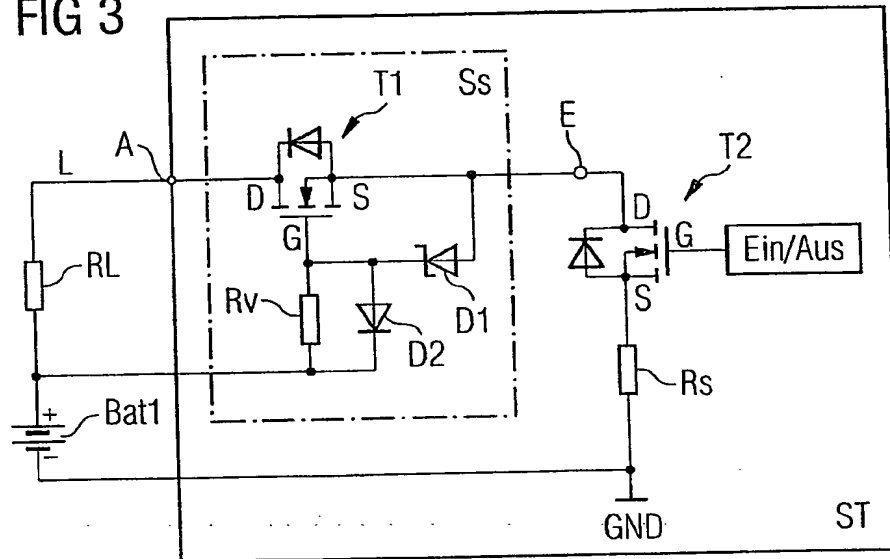 FIG 3
Ss
T1
E
T2
A
L
D
S
G
D
G
Ein/Aus
S
RL
Rv
D2
D1
Rs
+
Bat1
−
GND
ST